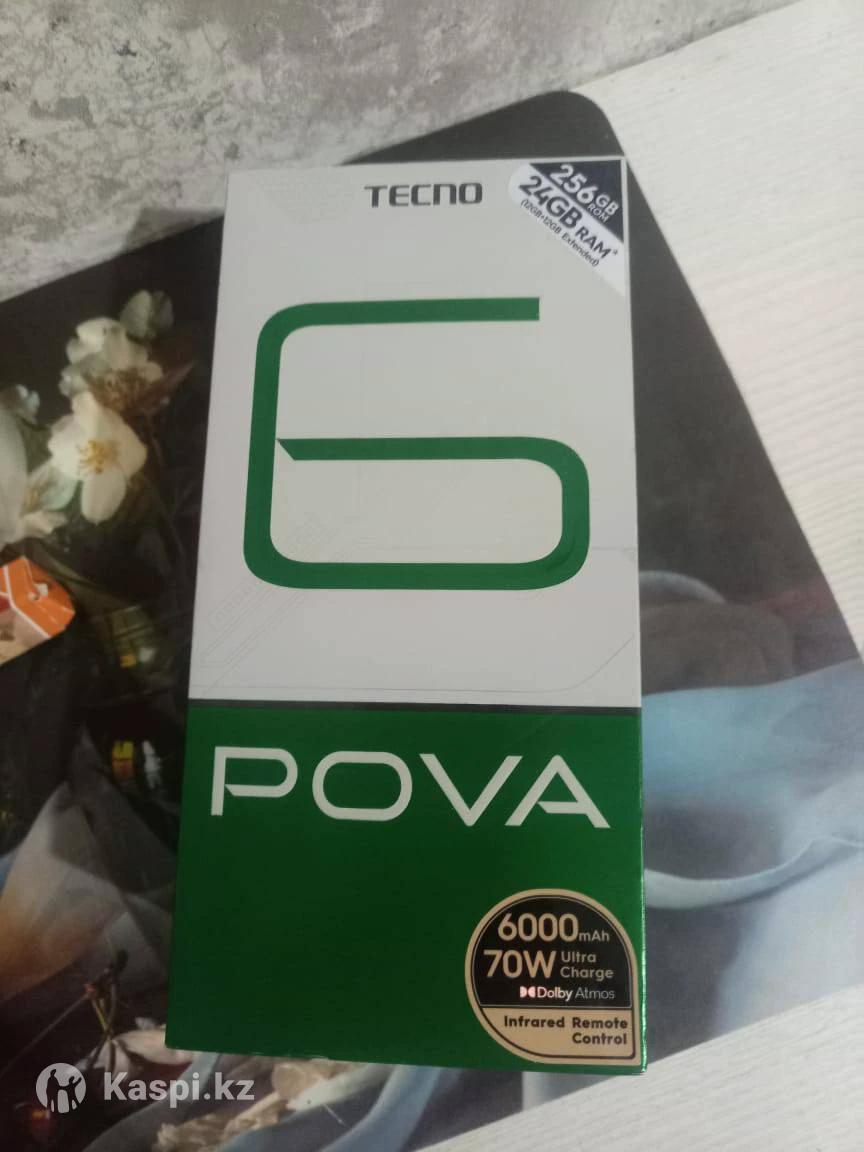 TECNO
256GB ROM
24GB RAM*
(12GB+12GB Extended)
6
POVA
6000mAh
70W Ultra Charge
Dolby Atmos
Infrared Remote
Control
Kaspi.kz